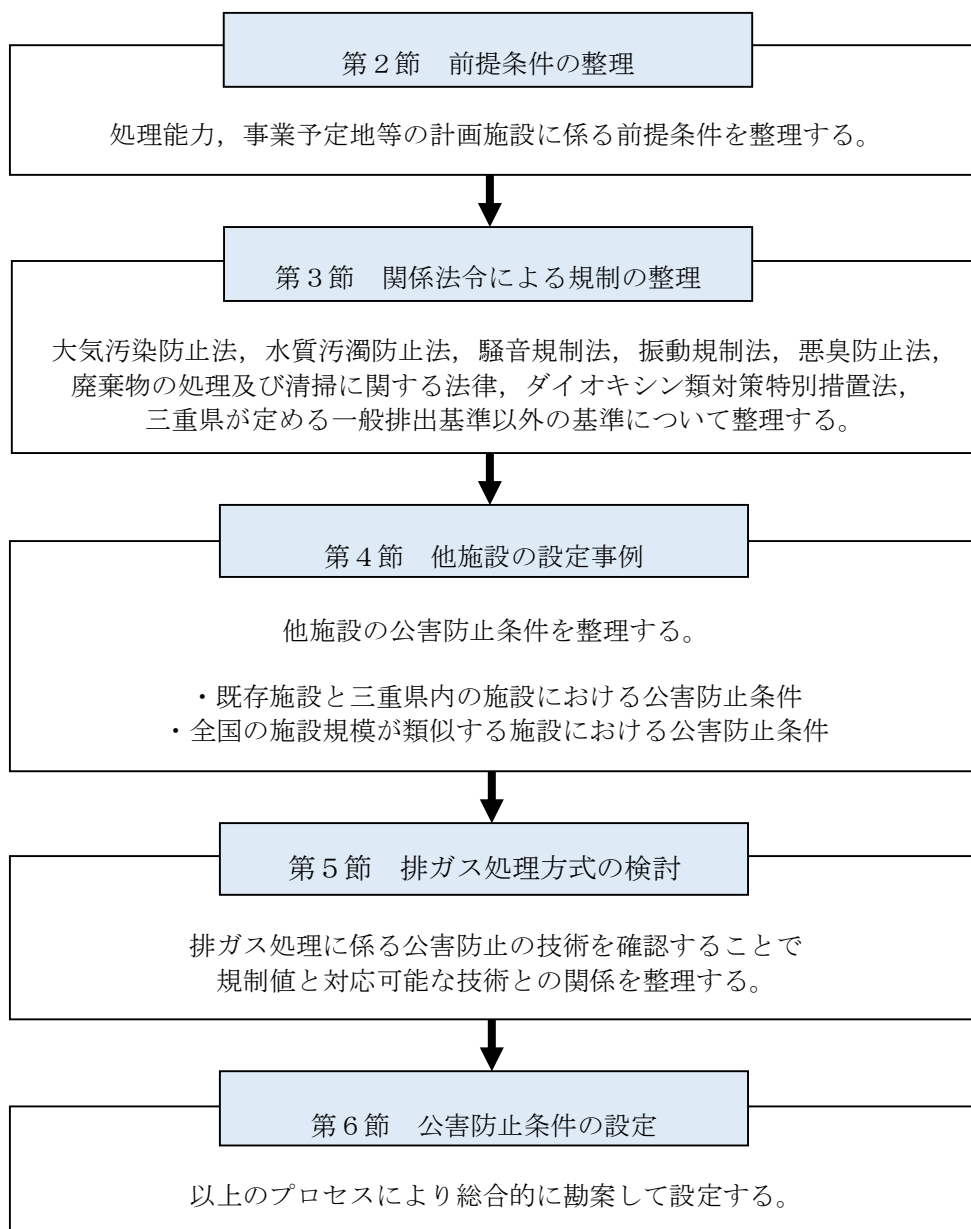 第２節　前提条件の整理
処理能力，事業予定地等の計画施設に係る前提条件を整理する。
第３節　関係法令による規制の整理
大気汚染防止法，水質汚濁防止法，騒音規制法，振動規制法，悪臭防止法，
廃棄物の処理及び清掃に関する法律，ダイオキシン類対策特別措置法，
三重県が定める一般排出基準以外の基準について整理する。
第４節　他施設の設定事例
他施設の公害防止条件を整理する。
・既存施設と三重県内の施設における公害防止条件
・全国の施設規模が類似する施設における公害防止条件
第５節　排ガス処理方式の検討
排ガス処理に係る公害防止の技術を確認することで
規制値と対応可能な技術との関係を整理する。
第６節　公害防止条件の設定
以上のプロセスにより総合的に勘案して設定する。